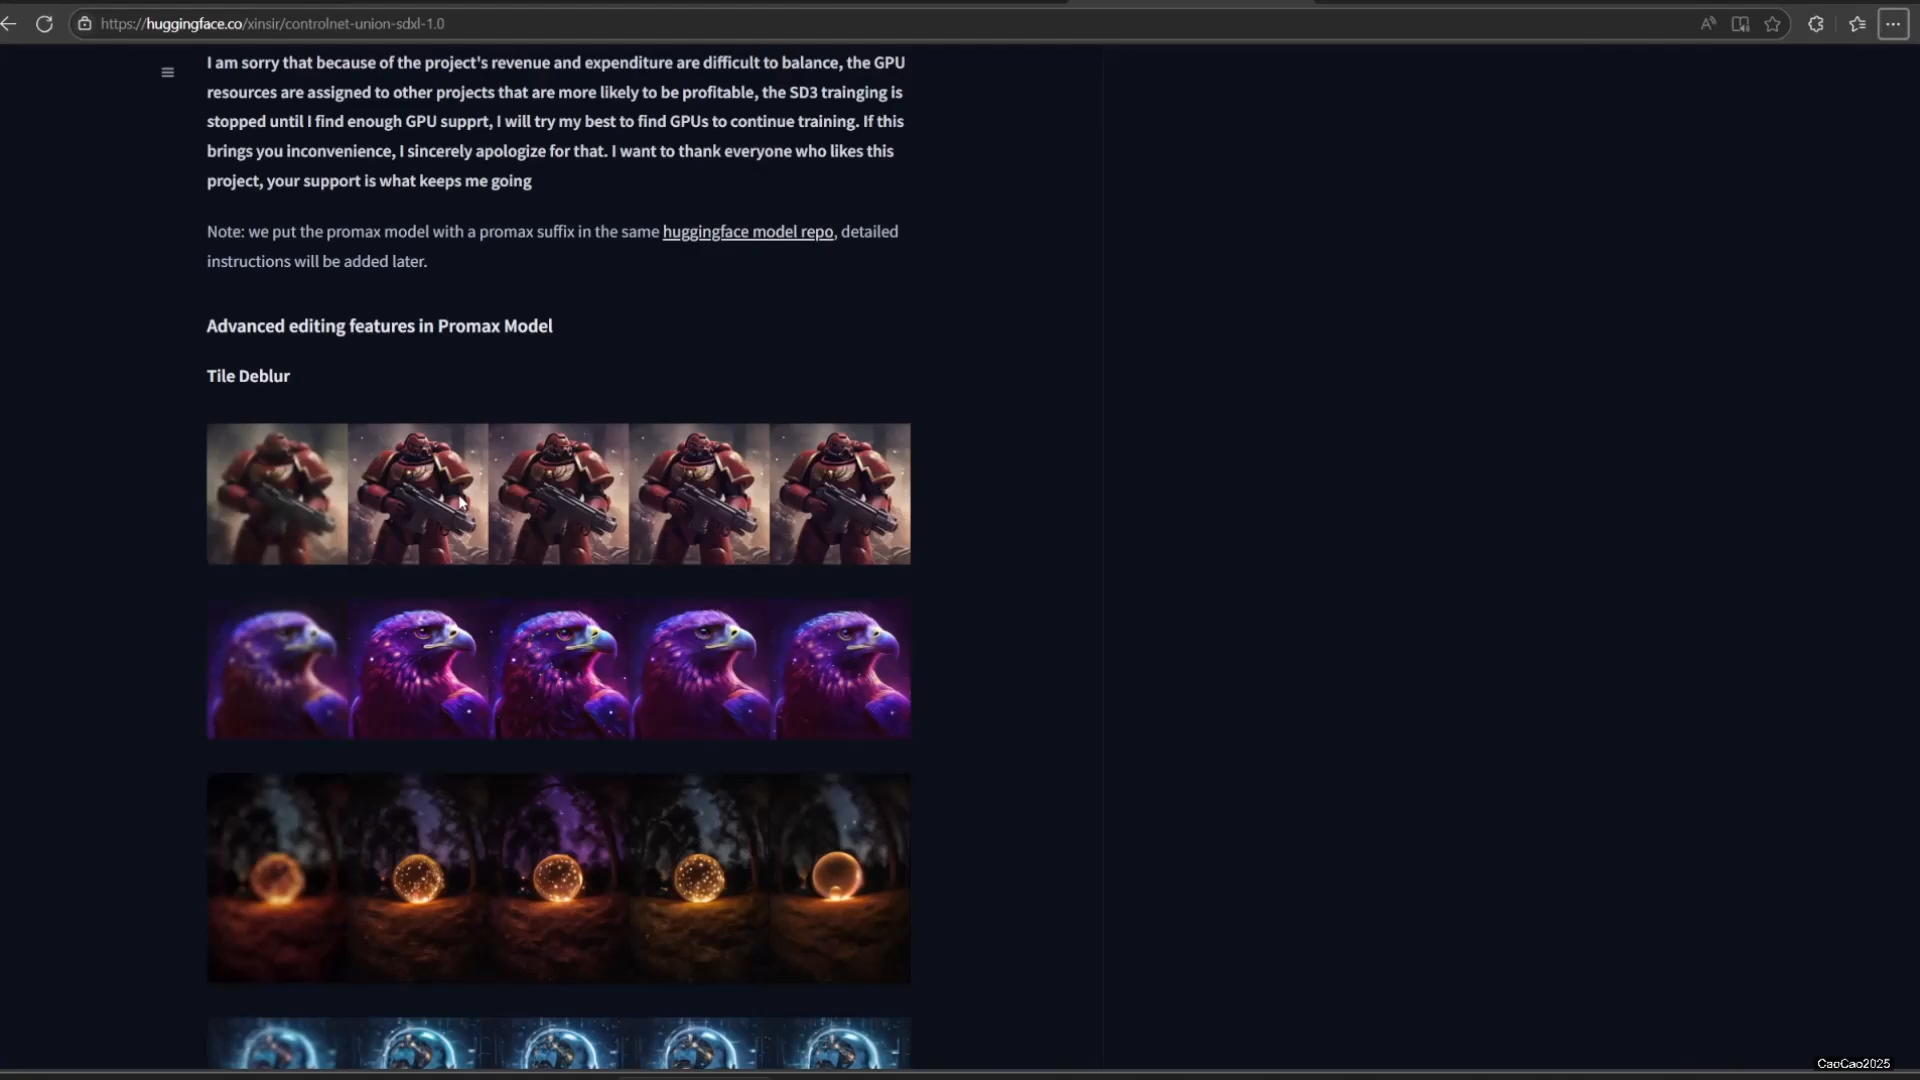 https://huggingface.co/xinsir/controlnet-union-sdxl-1.0
I am sorry that because of the project's revenue and expenditure are difficult to balance, the GPU
resources are assigned to other projects that are more likely to be profitable, the SD3 trainging is
stopped until I find enough GPU supprt, I will try my best to find GPUs to continue training. If this
brings you inconvenience, I sincerely apologize for that. I want to thank everyone who likes this
project, your support is what keeps me going
Note: we put the promax model with a promax suffix in the same huggingface model repo, detailed
instructions will be added later.
Advanced editing features in Promax Model
Tile Deblur
CaoCao2025